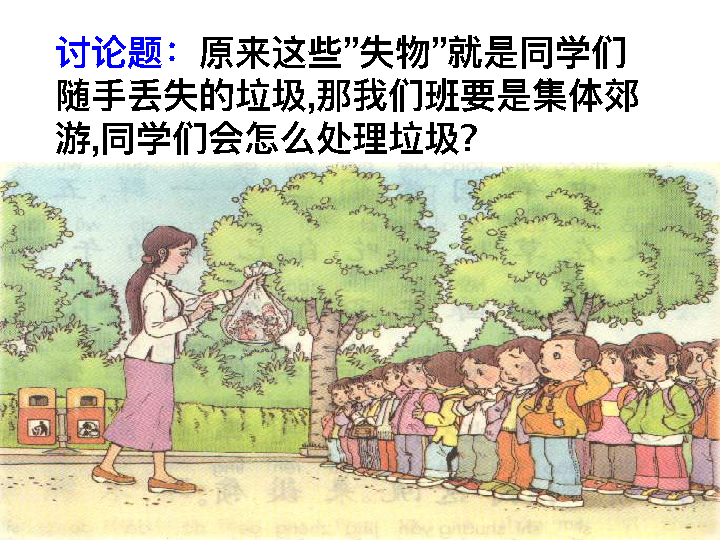 讨论题：原来这些”失物”就是同学们
随手丢失的垃圾,那我们班要是集体郊
游,同学们会怎么处理垃圾?